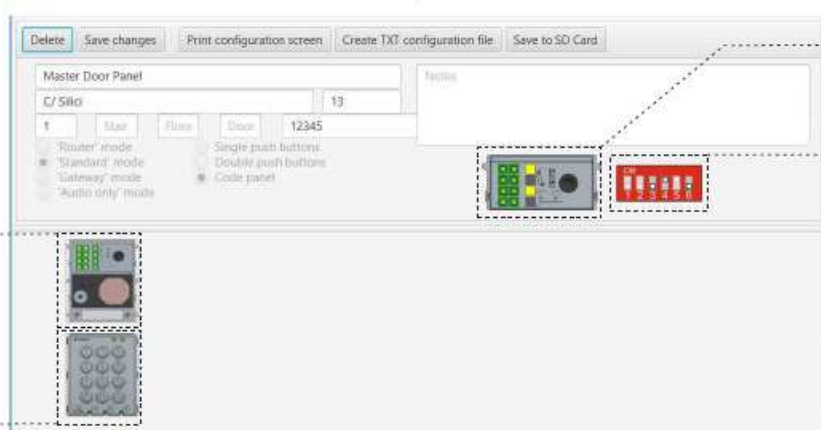 Delete Save changes Print configuration screen Create TXT configuration file Save to SD Card
Master Door Panel Notes
C/ Silici 13
1 Stair Floor Door 12345
'Router' mode Single push buttons
'Standard' mode Double push buttons
'Gateway' mode Code panel
'Audio only' mode
ON
1 2 3 4 5 6